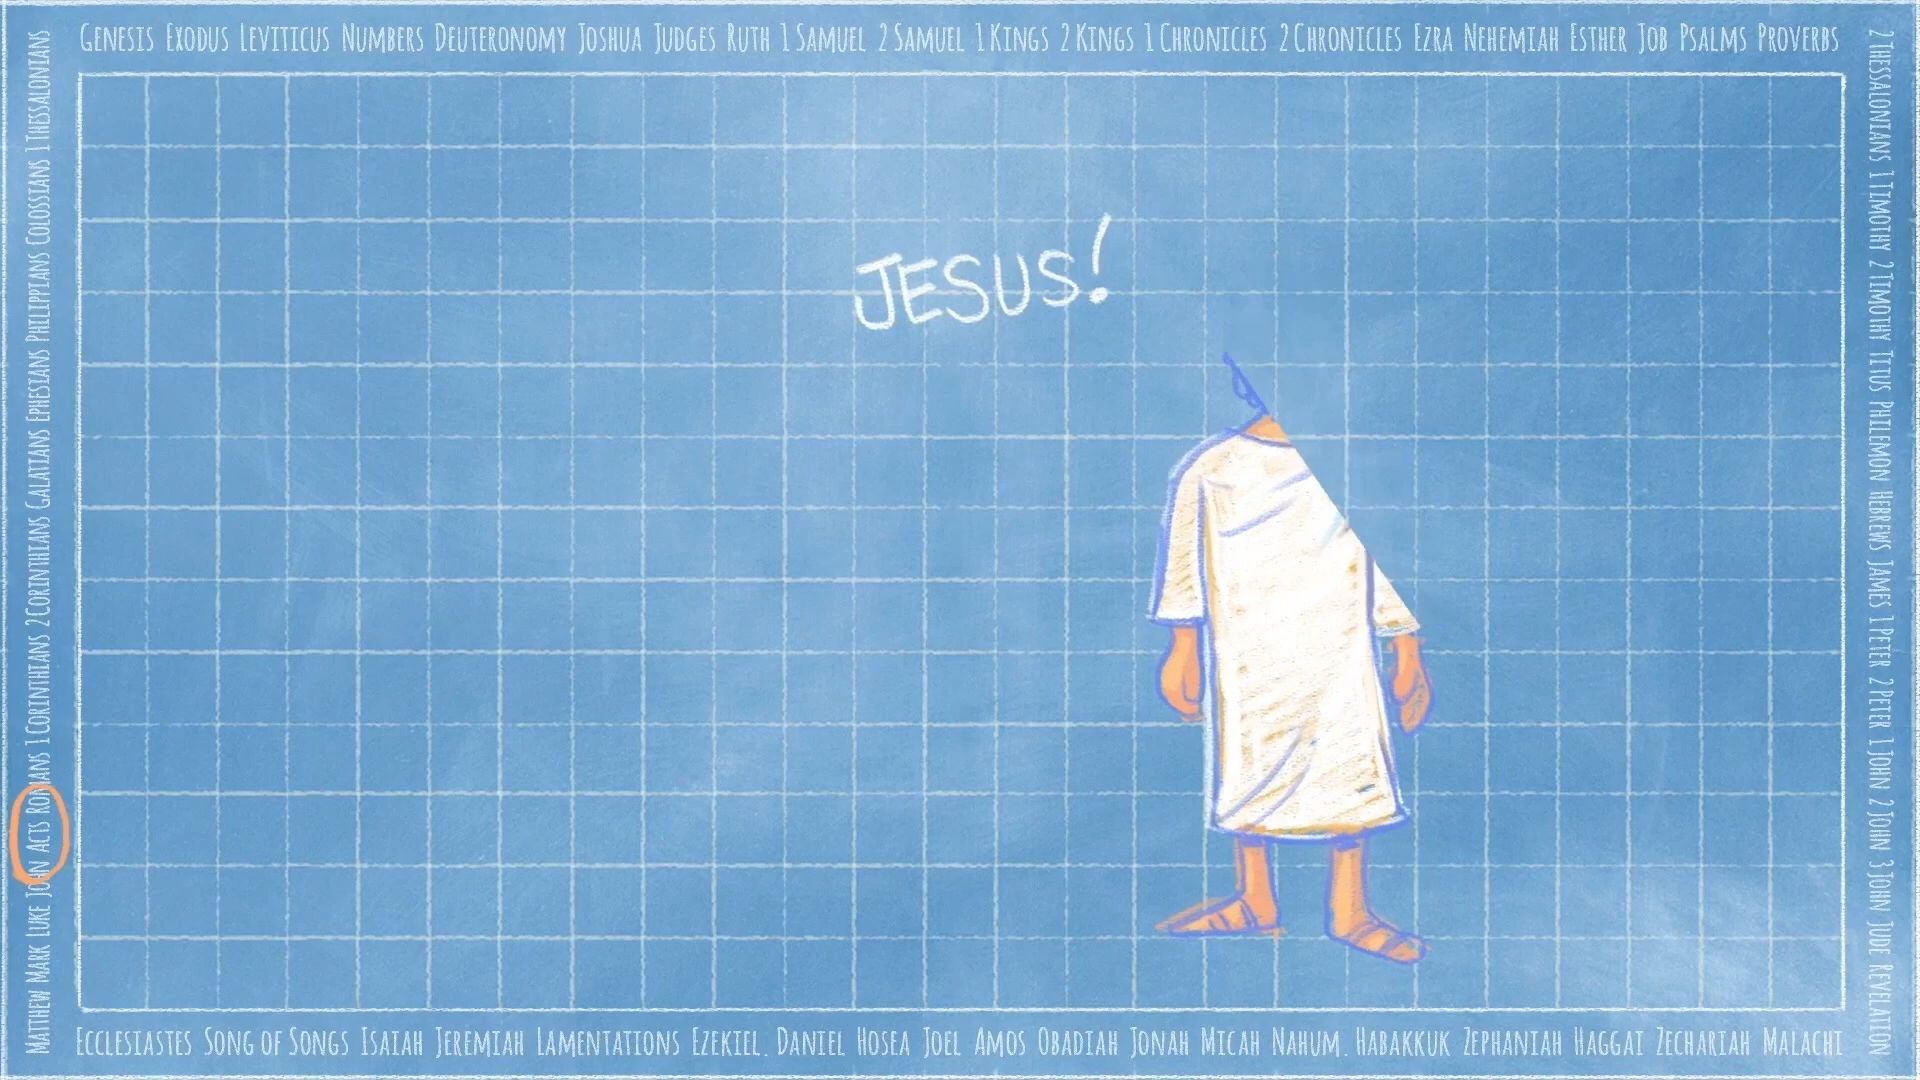 GENESIS EXODUS LEVITICUS NUMBERS DEUTERONOMY JOSHUA JUDGES RUTH 1 SAMUEL 2 SAMUEL 1 KINGS 2 KINGS 1 CHRONICLES 2 CHRONICLES EZRA NEHEMIAH ESTHER JOB PSALMS PROVERBS
JESUS!
MATTHEW MARK LUKE JOHN ACTS ROMANS 1 CORINTHIANS 2 CORINTHIANS GALATIANS EPHESIANS PHILIPPIANS COLOSSIANS 1 THESSALONIANS
2 THESSALONIANS 1 TIMOTHY 2 TIMOTHY TITUS PHILEMON HEBREWS JAMES 1 PETER 2 PETER 1 JOHN 2 JOHN 3 JOHN JUDE REVELATION
ECCLESIASTES SONG OF SONGS ISAIAH JEREMIAH LAMENTATIONS EZEKIEL. DANIEL HOSEA JOEL AMOS OBADIAH JONAH MICAH NAHUM. HABAKKUK ZEPHANIAH HAGGAI ZECHARIAH MALACHI